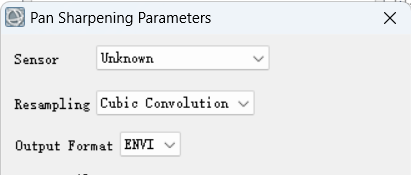 Pan Sharpening Parameters
Sensor Unknown
Resampling Cubic Convolution
Output Format ENVI